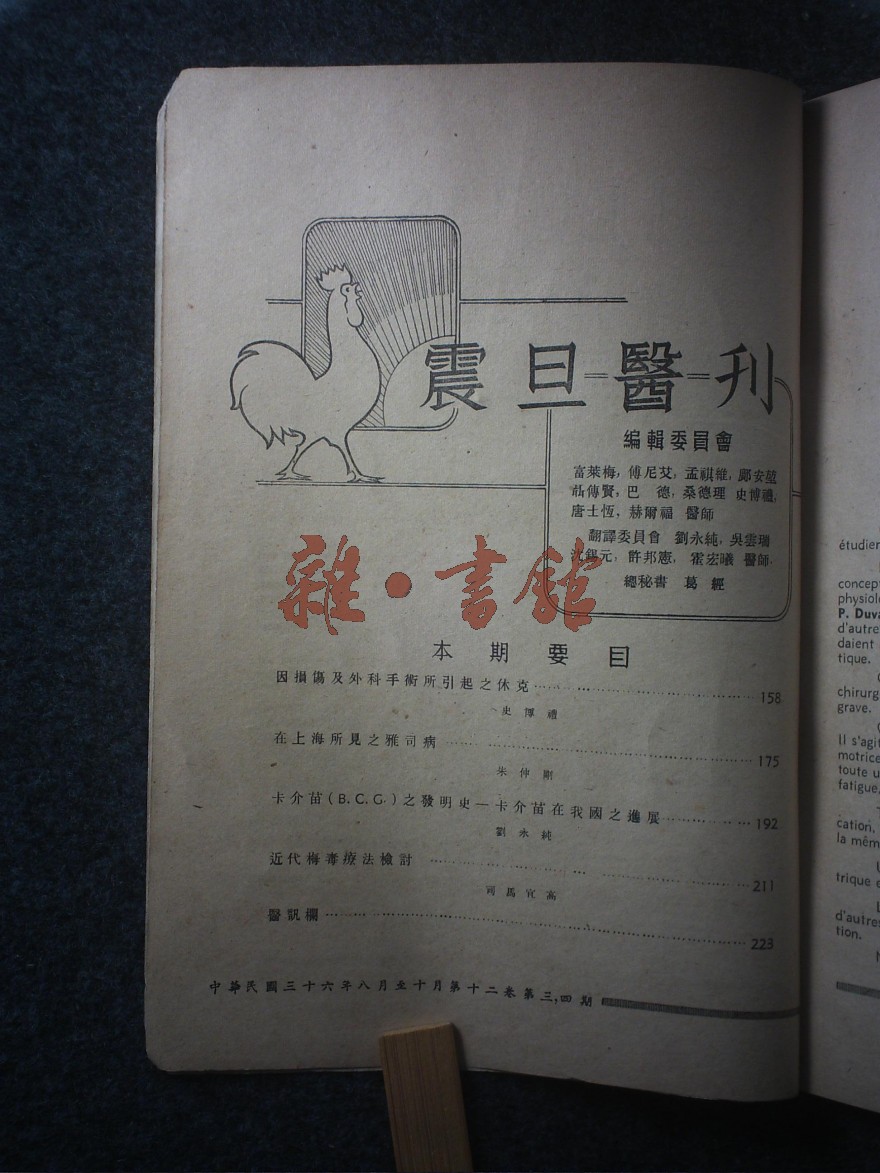 震旦醫刊
編輯委員會
富萊梅,傅尼艾,孟祺維,鄺安堃
喆傳賢,巴 德,桑德理 史博禮,
唐士恆,赫爾福 醫師
翻譯委員會 劉永純,吳雲瑞
沈錫元,許邦憲,霍宏曦 醫師.
總秘書 葛經
雜·書館
本期要目
因損傷及外科手術所引起之休克 158
史博禮
在上海所見之雅司病 175
朱仲剛
卡介苗(B.C.G.)之發明史—卡介苗在我國之進展 192
劉永純
近代梅毒療法檢討 211
司馬宜高
醫訊欄 223
中華民國三十六年八月至十月第十二卷第三,四期
étudier
concept
physiolo
P. Duva
d'autre
daient
tique.
chirurg
grave.
Il s'agit
motrice
toute u
fatigue,
cation,
la mêm
trique e
d'autres
tion.